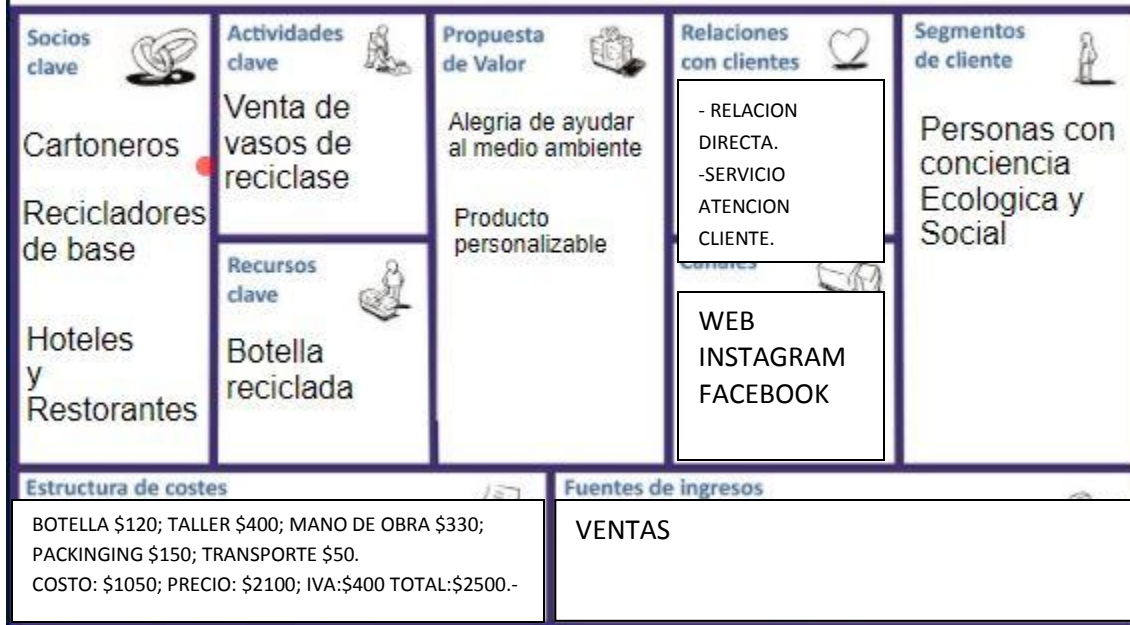 Socios
clave
Cartoneros
Recicladores
de base
Hoteles
y
Restorantes
Actividades
clave
Venta de
vasos de
reciclase
Recursos
clave
Botella
reciclada
Propuesta
de Valor
Alegria de ayudar
al medio ambiente
Producto
personalizable
Relaciones
con clientes
- RELACION
DIRECTA.
-SERVICIO
ATENCION
CLIENTE.
Canales
WEB
INSTAGRAM
FACEBOOK
Segmentos
de cliente
Personas con
conciencia
Ecologica y
Social
Estructura de costes
BOTELLA $120; TALLER $400; MANO DE OBRA $330;
PACKINGING $150; TRANSPORTE $50.
COSTO: $1050; PRECIO: $2100; IVA:$400 TOTAL:$2500.-
Fuentes de ingresos
VENTAS